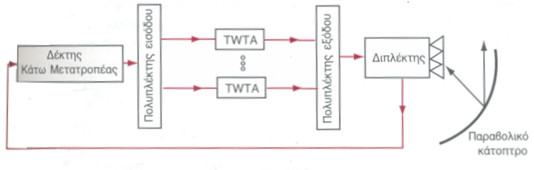 Δέκτης
Κάτω Μετατροπέας
Πολυπλέκτης εισόδου
TWTA
TWTA
Πολυπλέκτης εξόδου
Διπλέκτης
Παραβολικό
κάτοπτρο